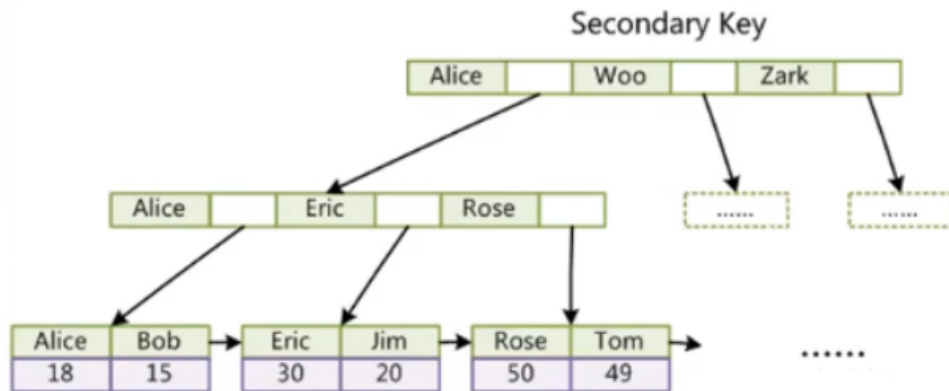 Secondary Key
Alice Woo Zark
Alice Eric Rose ...... ......
Alice Bob Eric Jim Rose Tom ......
18 15 30 20 50 49